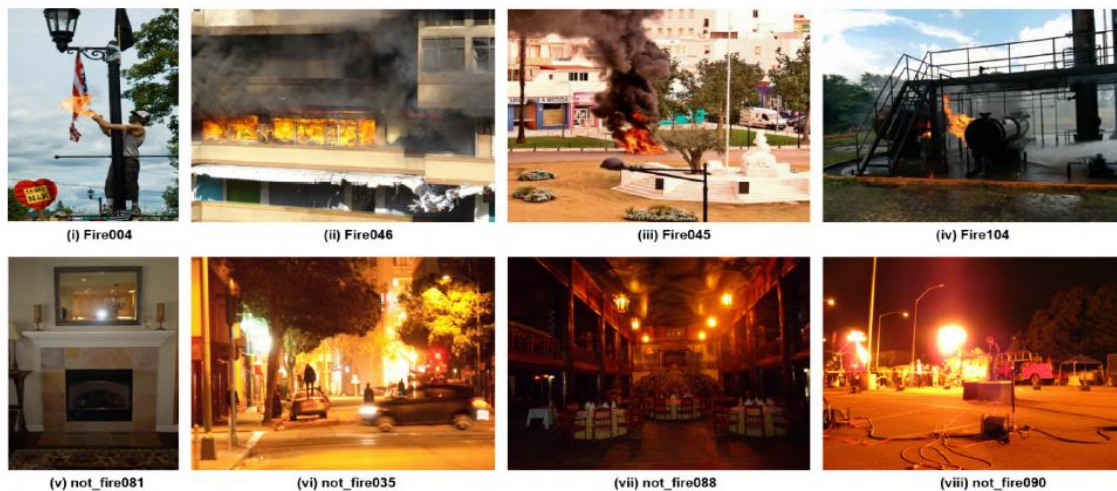 (i) Fire004
(ii) Fire046
(iii) Fire045
(iv) Fire104
(v) not_fire081
(vi) not_fire035
(vii) not_fire088
(viii) not_fire090